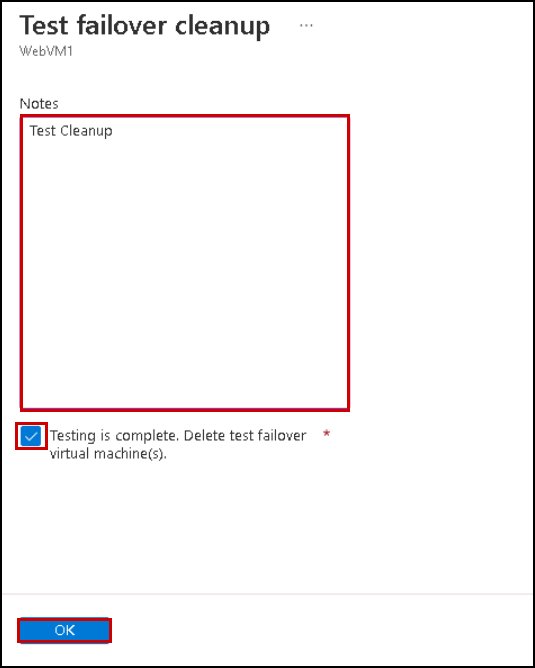 Test failover cleanup ...
WebVM1
Notes
Test Cleanup
Testing is complete. Delete test failover *
virtual machine(s).
OK